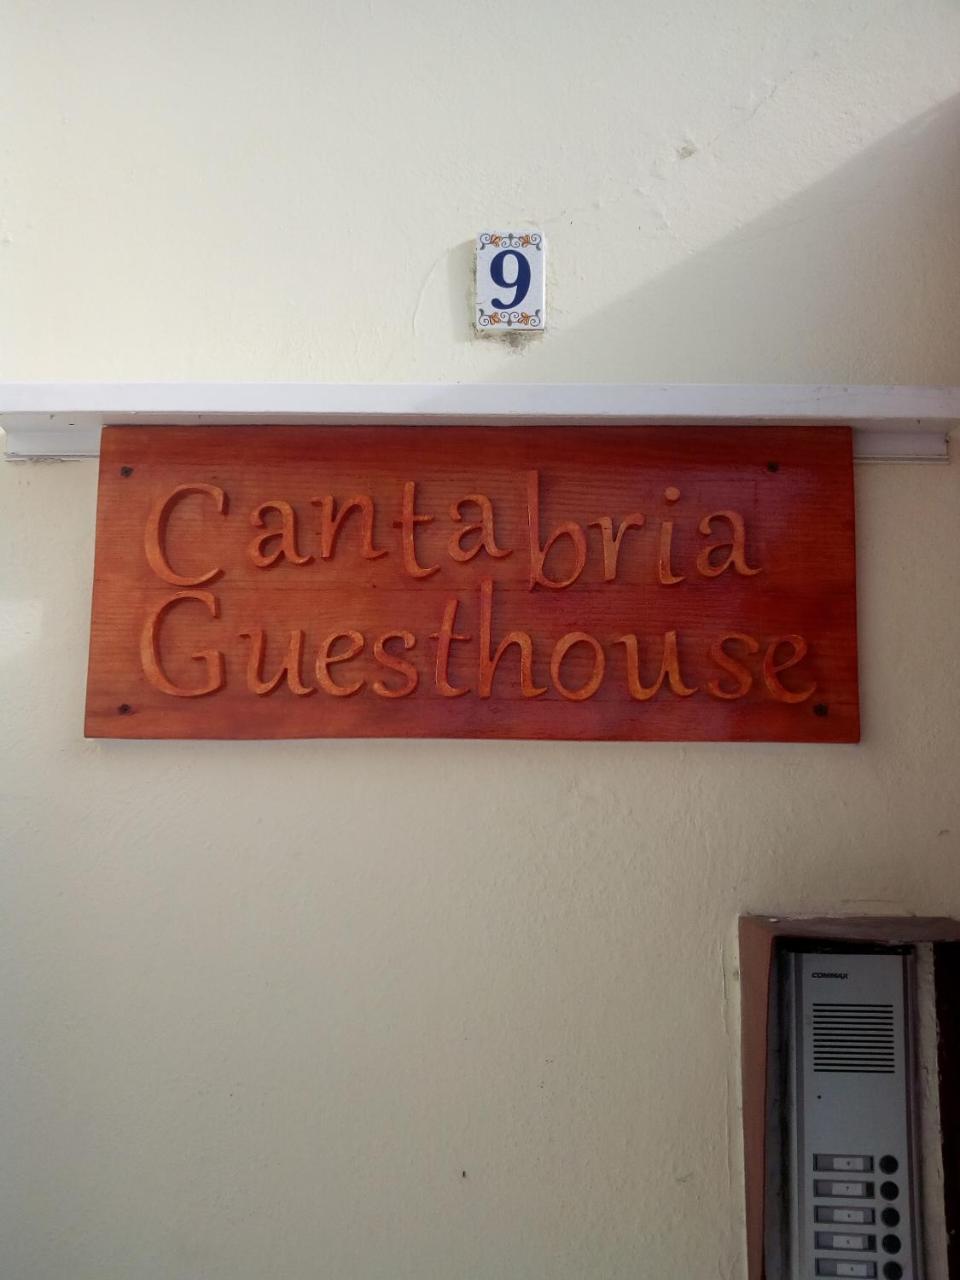 9
Cantabria
Guesthouse
COMMAX